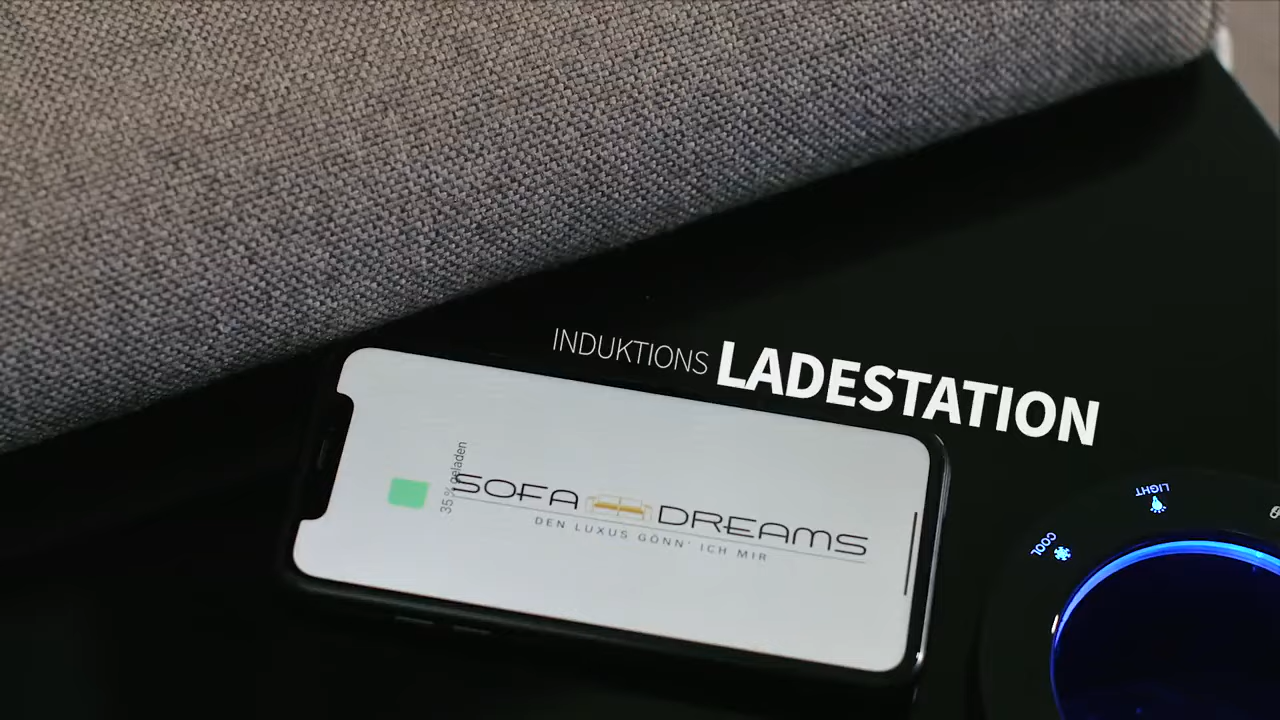 INDUKTIONS LADESTATION
35 % geladen
SOFA DREAMS
DEN LUXUS GÖNN' ICH MIR
LIGHT
COOL